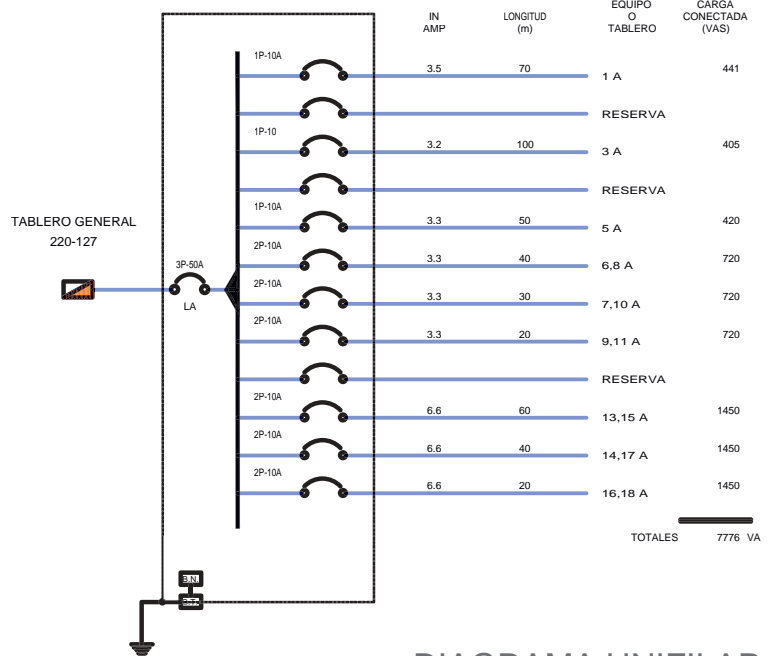 IN
AMP
LONGITUD
(m)
EQUIPO
O
TABLERO
CARGA
CONECTADA
(VAS)
1P-10A 3.5 70 1 A 441
RESERVA
1P-10 3.2 100 3 A 405
RESERVA
1P-10A 3.3 50 5 A 420
2P-10A 3.3 40 6,8 A 720
2P-10A 3.3 30 7,10 A 720
2P-10A 3.3 20 9,11 A 720
RESERVA
2P-10A 6.6 60 13,15 A 1450
2P-10A 6.6 40 14,17 A 1450
2P-10A 6.6 20 16,18 A 1450
TOTALES 7776 VA
TABLERO GENERAL
220-127
3P-50A
LA
B.N.
B.T.
DIAGRAMA UNIFILAR